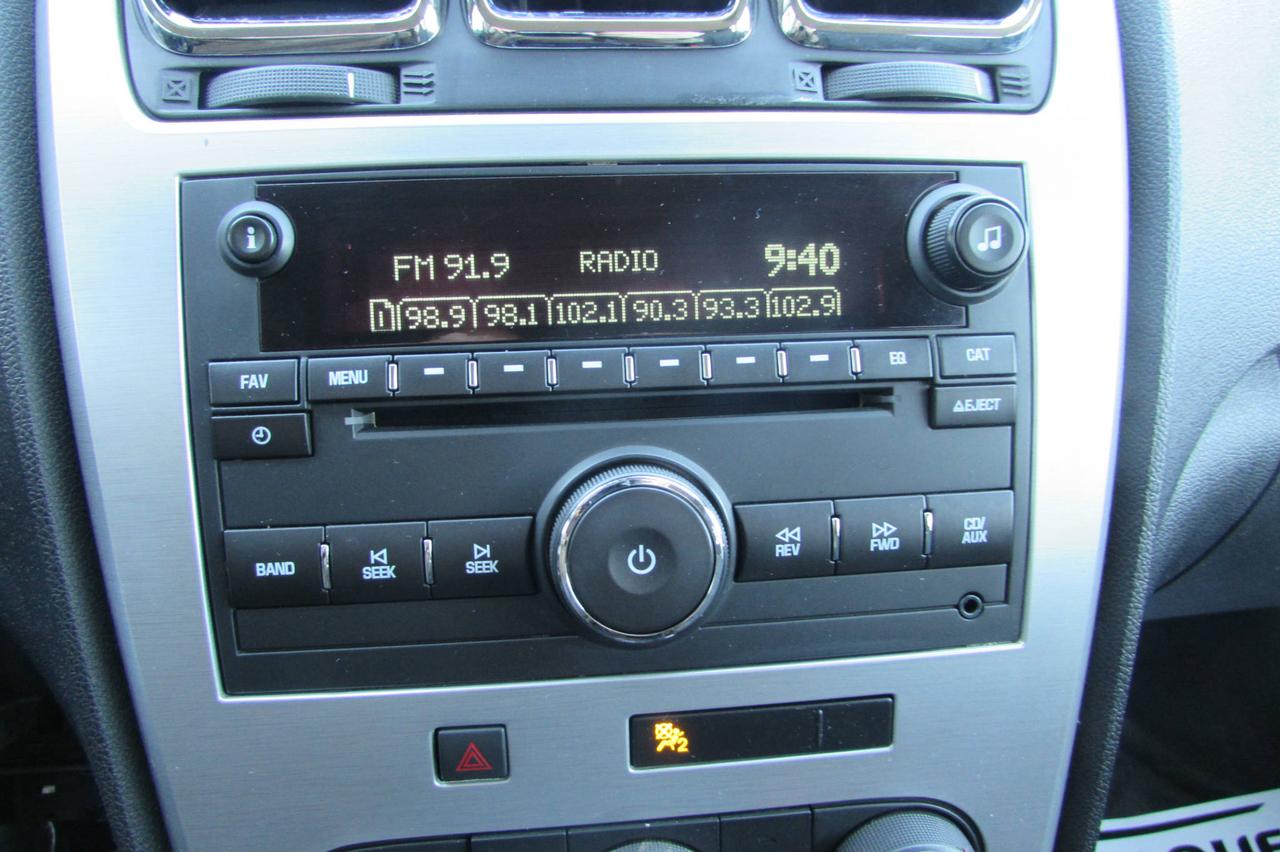 FM 91.9 RADIO 9:40
1 98.9 98.1 102.1 90.3 93.3 102.9
FAV MENU EQ CAT
EJECT
BAND SEEK SEEK REV FWD CD/
AUX
2